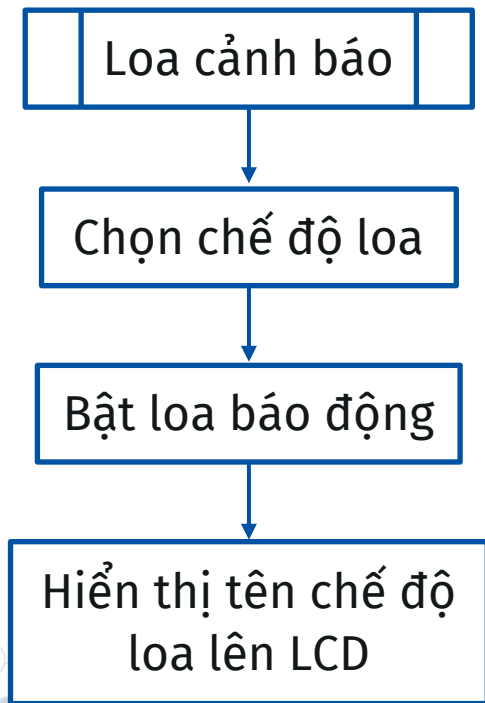 Loa cảnh báo
Chọn chế độ loa
Bật loa báo động
Hiển thị tên chế độ
loa lên LCD